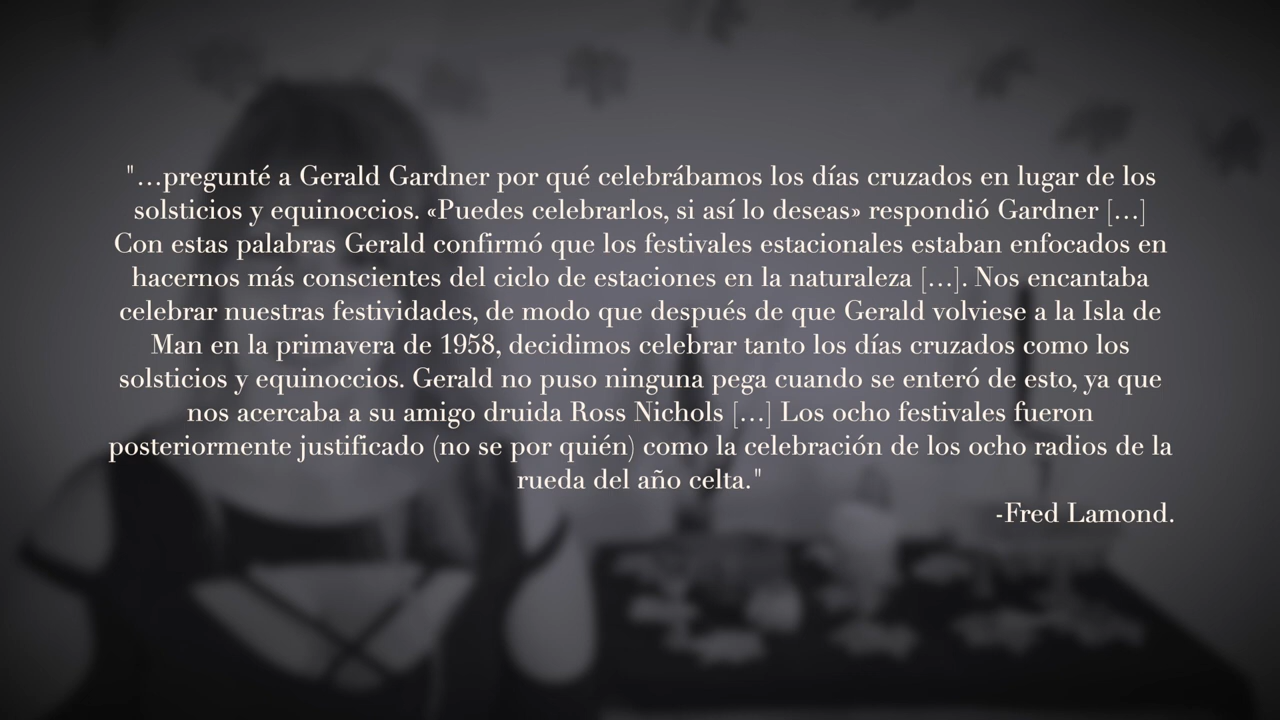 "...pregunté a Gerald Gardner por qué celebrábamos los días cruzados en lugar de los
solsticios y equinoccios. «Puedes celebrarlos, si así lo deseas» respondió Gardner [...]
Con estas palabras Gerald confirmó que los festivales estacionales estaban enfocados en
hacernos más conscientes del ciclo de estaciones en la naturaleza [...]. Nos encantaba
celebrar nuestras festividades, de modo que después de que Gerald volviese a la Isla de
Man en la primavera de 1958, decidimos celebrar tanto los días cruzados como los
solsticios y equinoccios. Gerald no puso ninguna pega cuando se enteró de esto, ya que
nos acercaba a su amigo druida Ross Nichols [...] Los ocho festivales fueron
posteriormente justificado (no se por quién) como la celebración de los ocho radios de la
rueda del año celta."
-Fred Lamond.